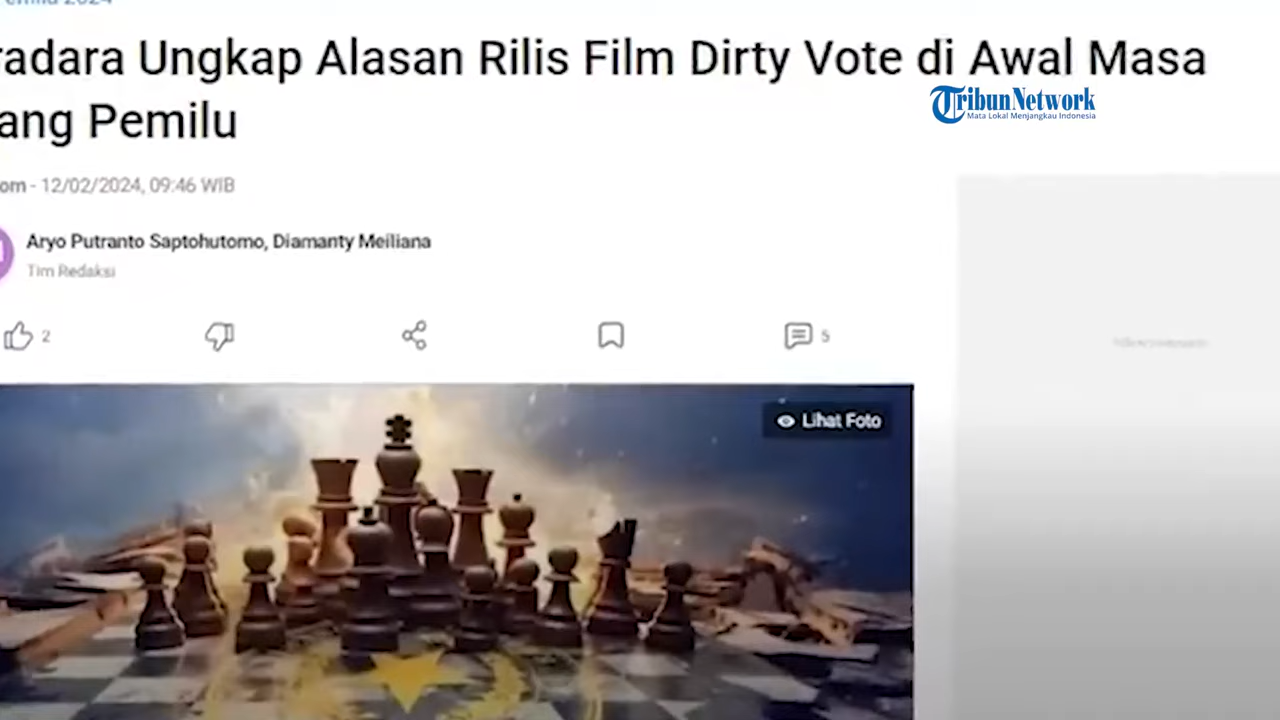 radara Ungkap Alasan Rilis Film Dirty Vote di Awal Masa
ang Pemilu
TribunNetwork
Mata Lokal Menjangkau Indonesia
om - 12/02/2024, 09:46 WIB
Aryo Putranto Saptohutomo, Diamanty Meiliana
Tim Redaksi
2
5
Lihat Foto